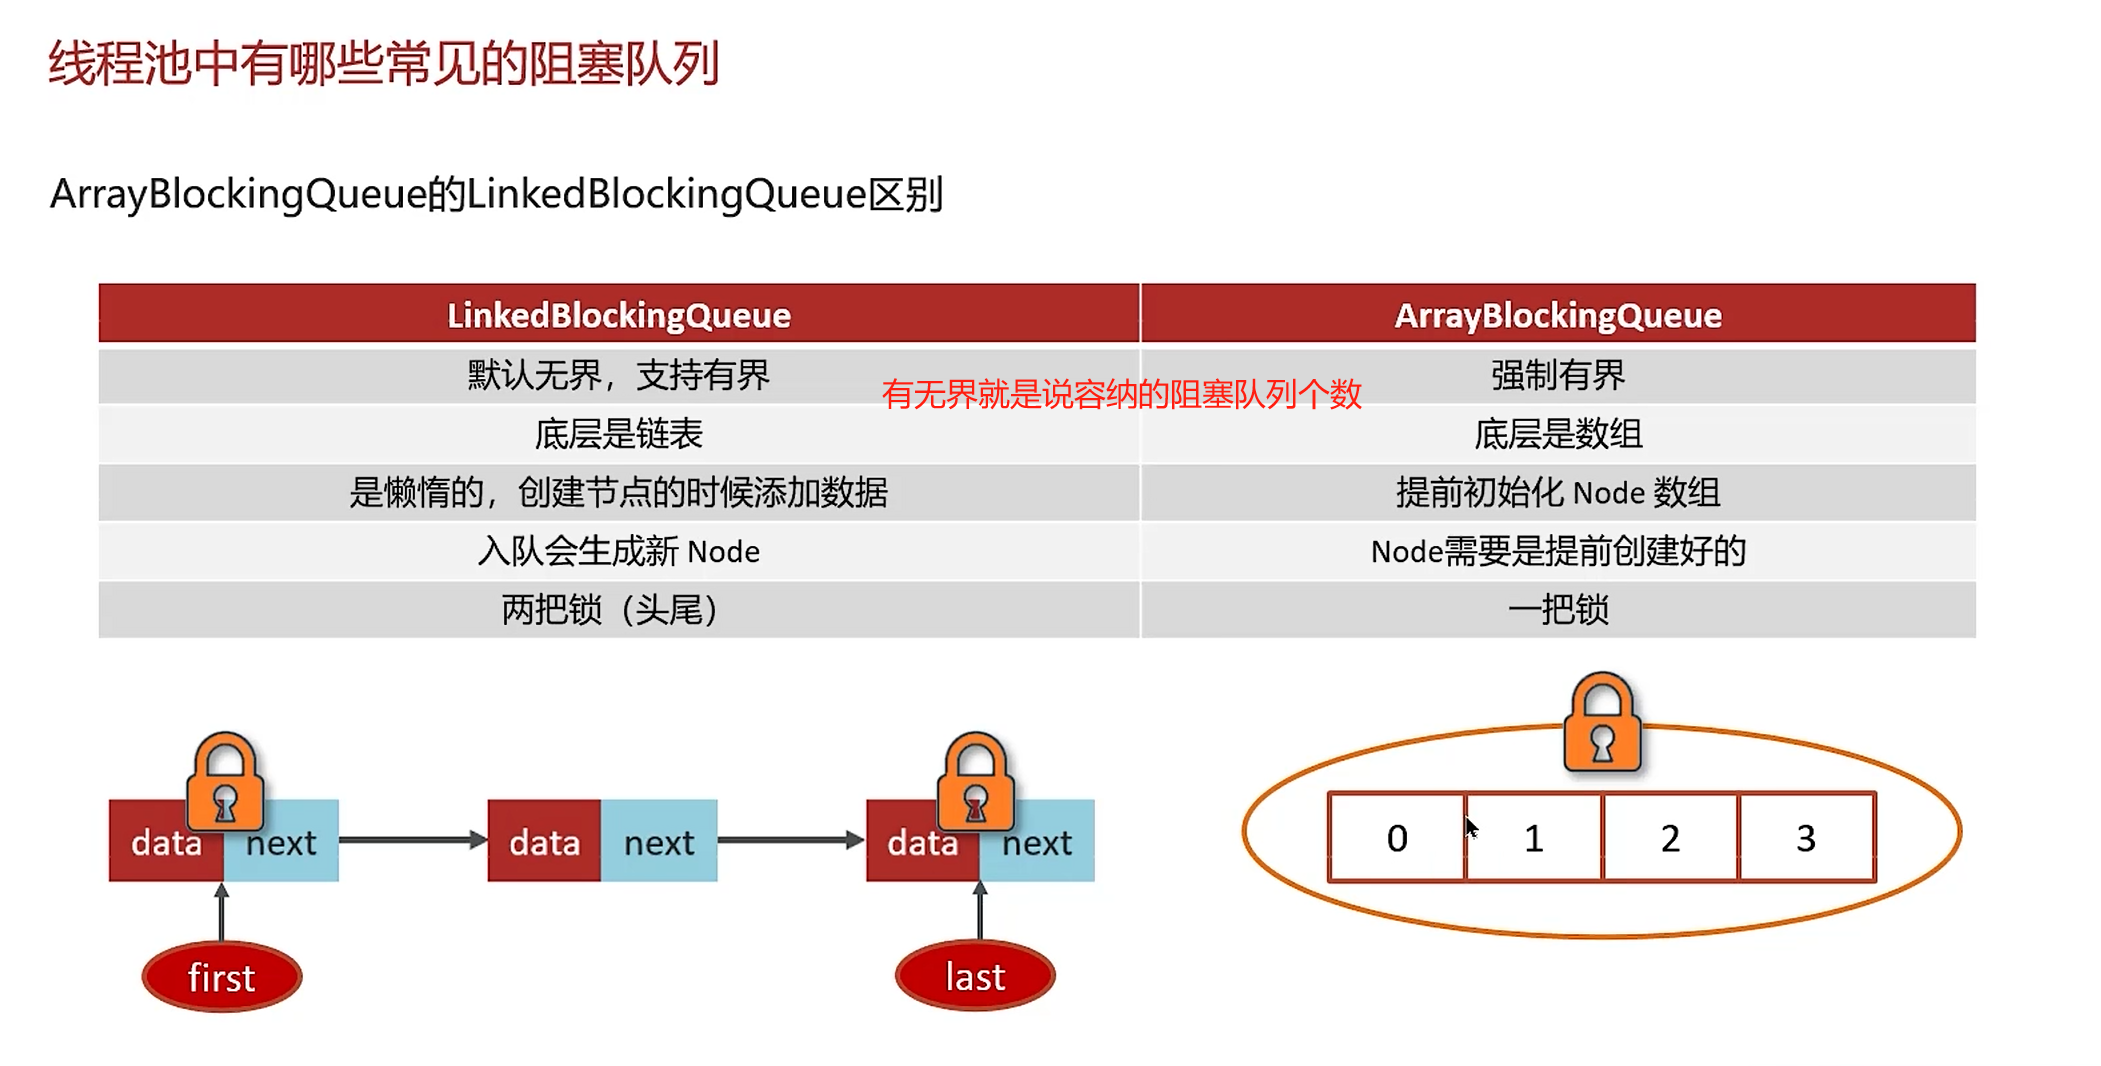 线程池中有哪些常见的阻塞队列
ArrayBlockingQueue的LinkedBlockingQueue区别
LinkedBlockingQueue ArrayBlockingQueue
默认无界，支持有界 强制有界
有无界就是说容纳的阻塞队列个数
底层是链表 底层是数组
是懒惰的，创建节点的时候添加数据 提前初始化 Node 数组
入队会生成新 Node Node需要是提前创建好的
两把锁（头尾） 一把锁
data next data next data next 0 1 2 3
first last